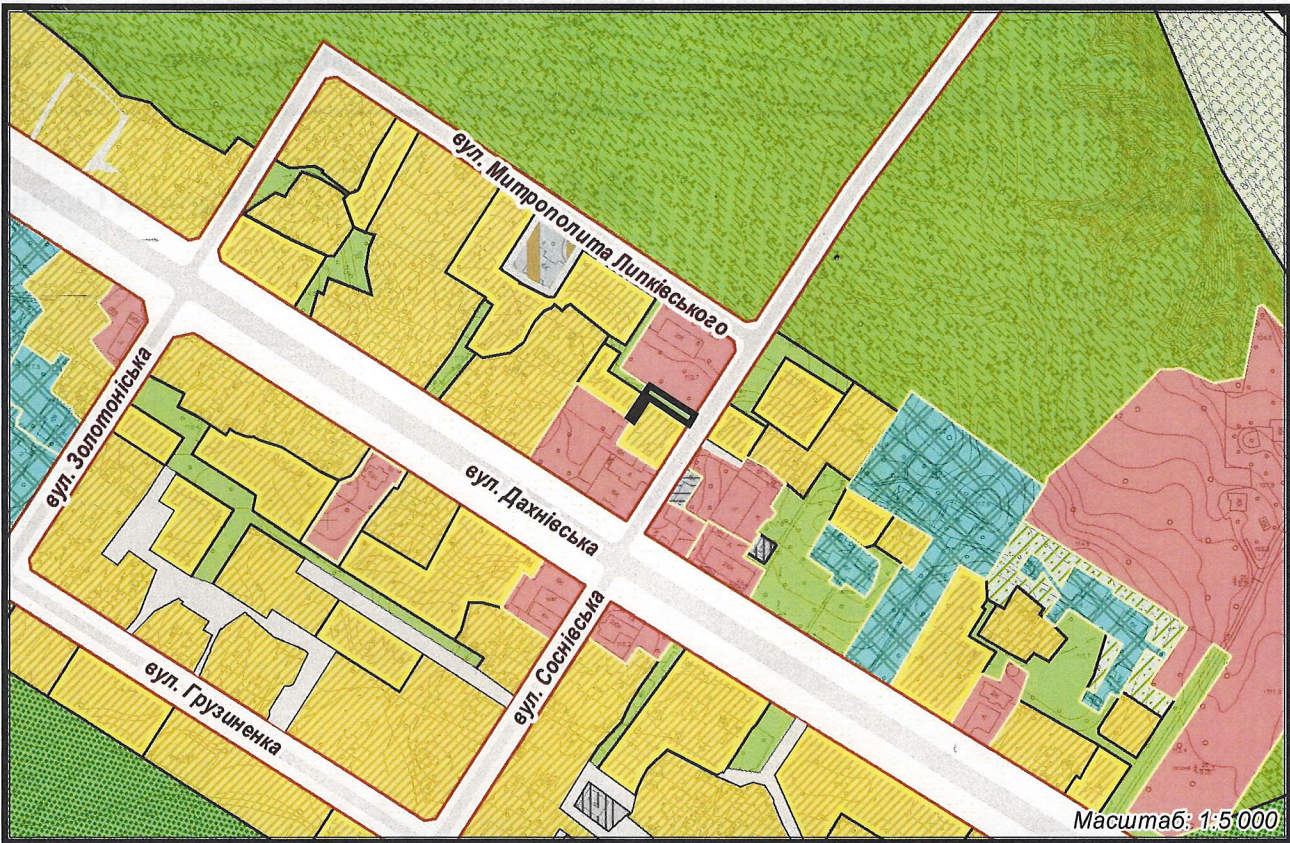 вул. Митрополита Липківського
вул. Золотоніська
вул. Дахнівська
вул. Соснівська
вул. Грузиненка
Масштаб: 1:5 000